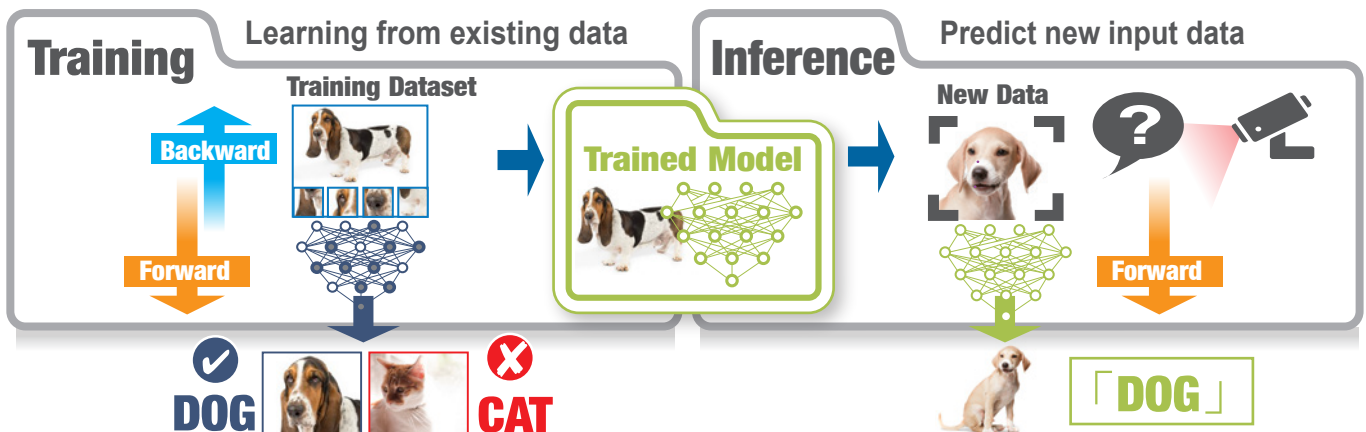 Training
Learning from existing data
Training Dataset
Backward
Forward
DOG
CAT
Trained Model
Inference
Predict new input data
New Data
?
Forward
「DOG」